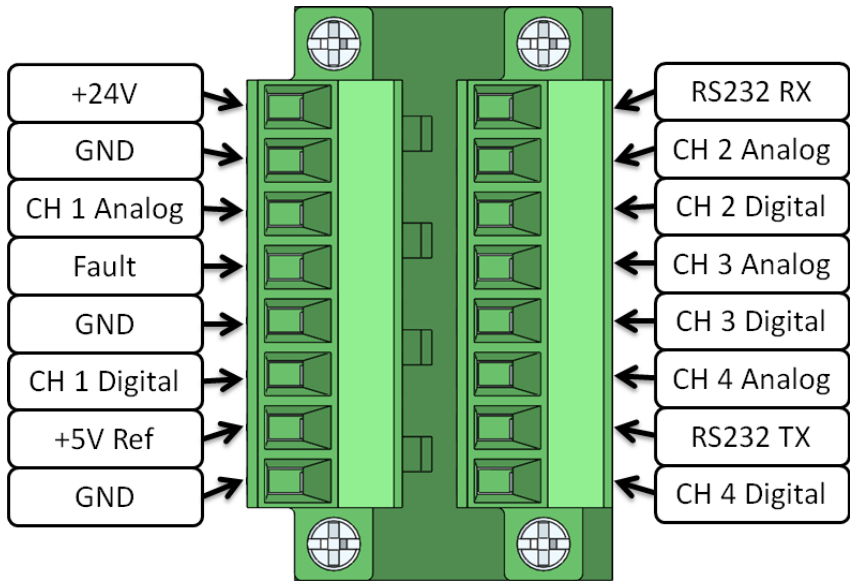 +24V
GND
CH 1 Analog
Fault
GND
CH 1 Digital
+5V Ref
GND
RS232 RX
CH 2 Analog
CH 2 Digital
CH 3 Analog
CH 3 Digital
CH 4 Analog
RS232 TX
CH 4 Digital